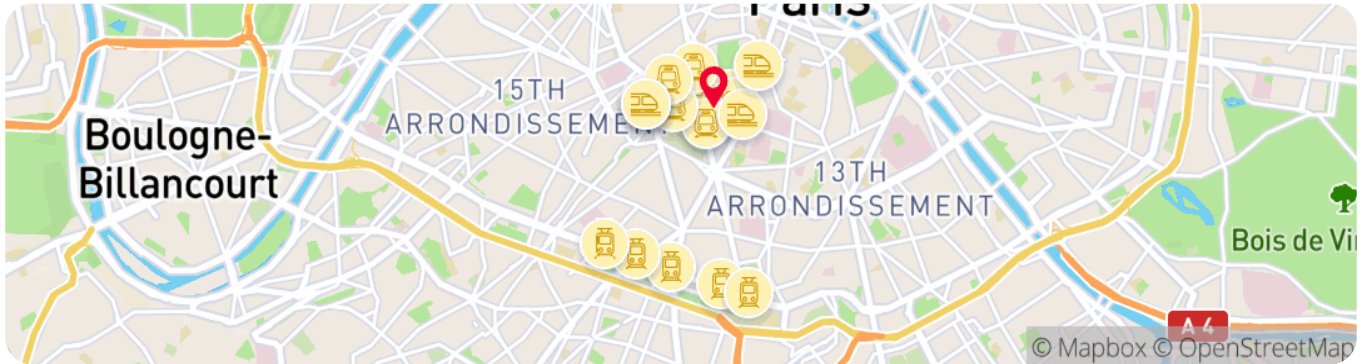 Paris
15TH
ARRONDISSEMENT
Boulogne-
Billancourt
13TH
ARRONDISSEMENT
Bois de Vi
A 4
© Mapbox © OpenStreetMap